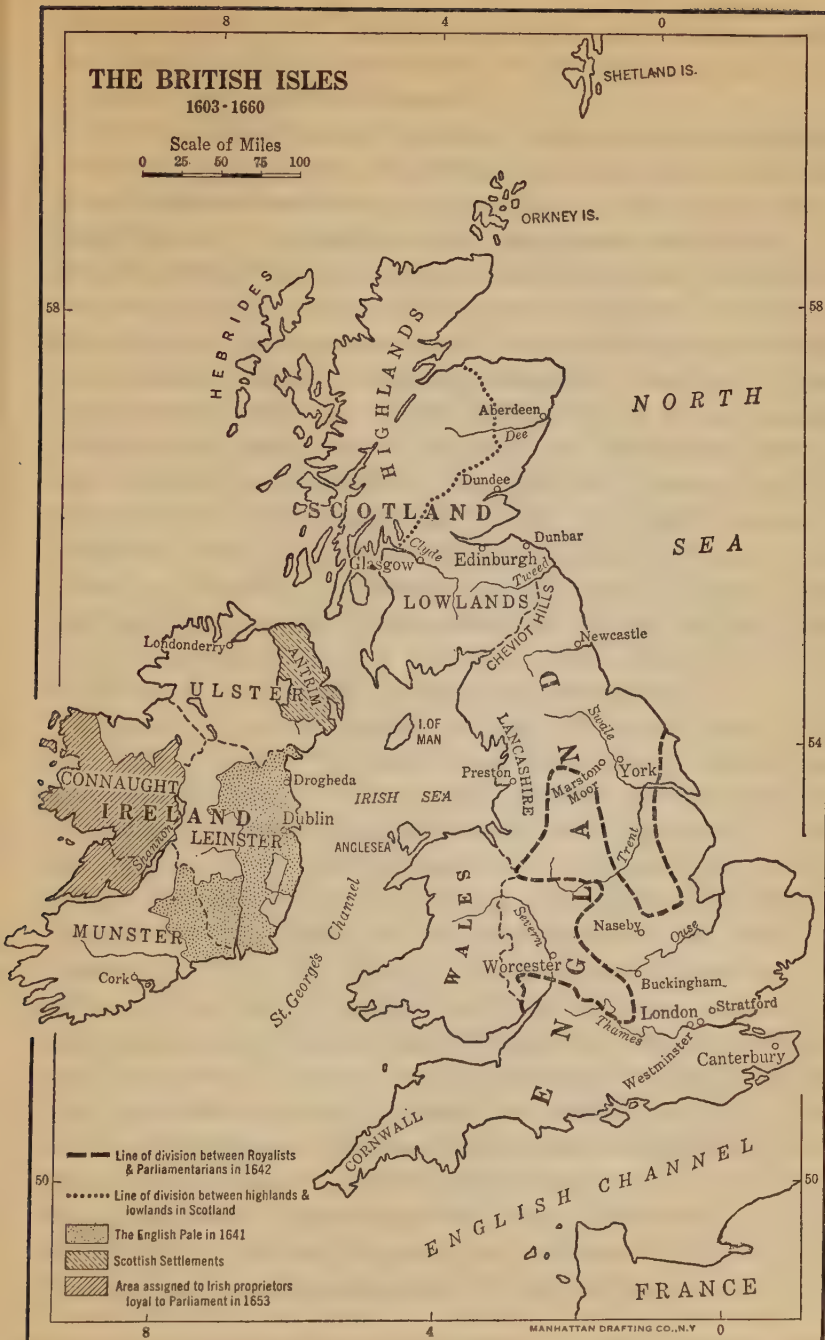 8 4 0
THE BRITISH ISLES
1603-1660
Scale of Miles
0 25 50 75 100
SHETLAND IS.
ORKNEY IS.
58
58
HEBRIDES
HIGHLANDS
NORTH
Aberdeen
Dee
Dundee
SCOTLAND
SEA
Dunbar
Clyde
Edinburgh
Glasgow
Tweed
LOWLANDS
CHEVIOT HILLS
Newcastle
Londonderry
ANTRIM
ULSTER
I. OF
MAN
ENGLAND
Swale
LANCASHIRE
54
York
Preston
Marston
Moor
CONNAUGHT
Drogheda
IRISH SEA
IRELAND
Dublin
LEINSTER
Shannon
ANGLESEA
Trent
St. George's Channel
WALES
Naseby
Ouse
MUNSTER
Severn
Worcester
Cork
Buckingham
London
Stratford
Thames
Westminster
Canterbury
CORNWALL
Line of division between Royalists
& Parliamentarians in 1642
50
50
Line of division between highlands &
lowlands in Scotland
ENGLISH CHANNEL
The English Pale in 1641
Scottish Settlements
Area assigned to Irish proprietors
loyal to Parliament in 1653
FRANCE
MANHATTAN DRAFTING CO., N.Y
8 4 0